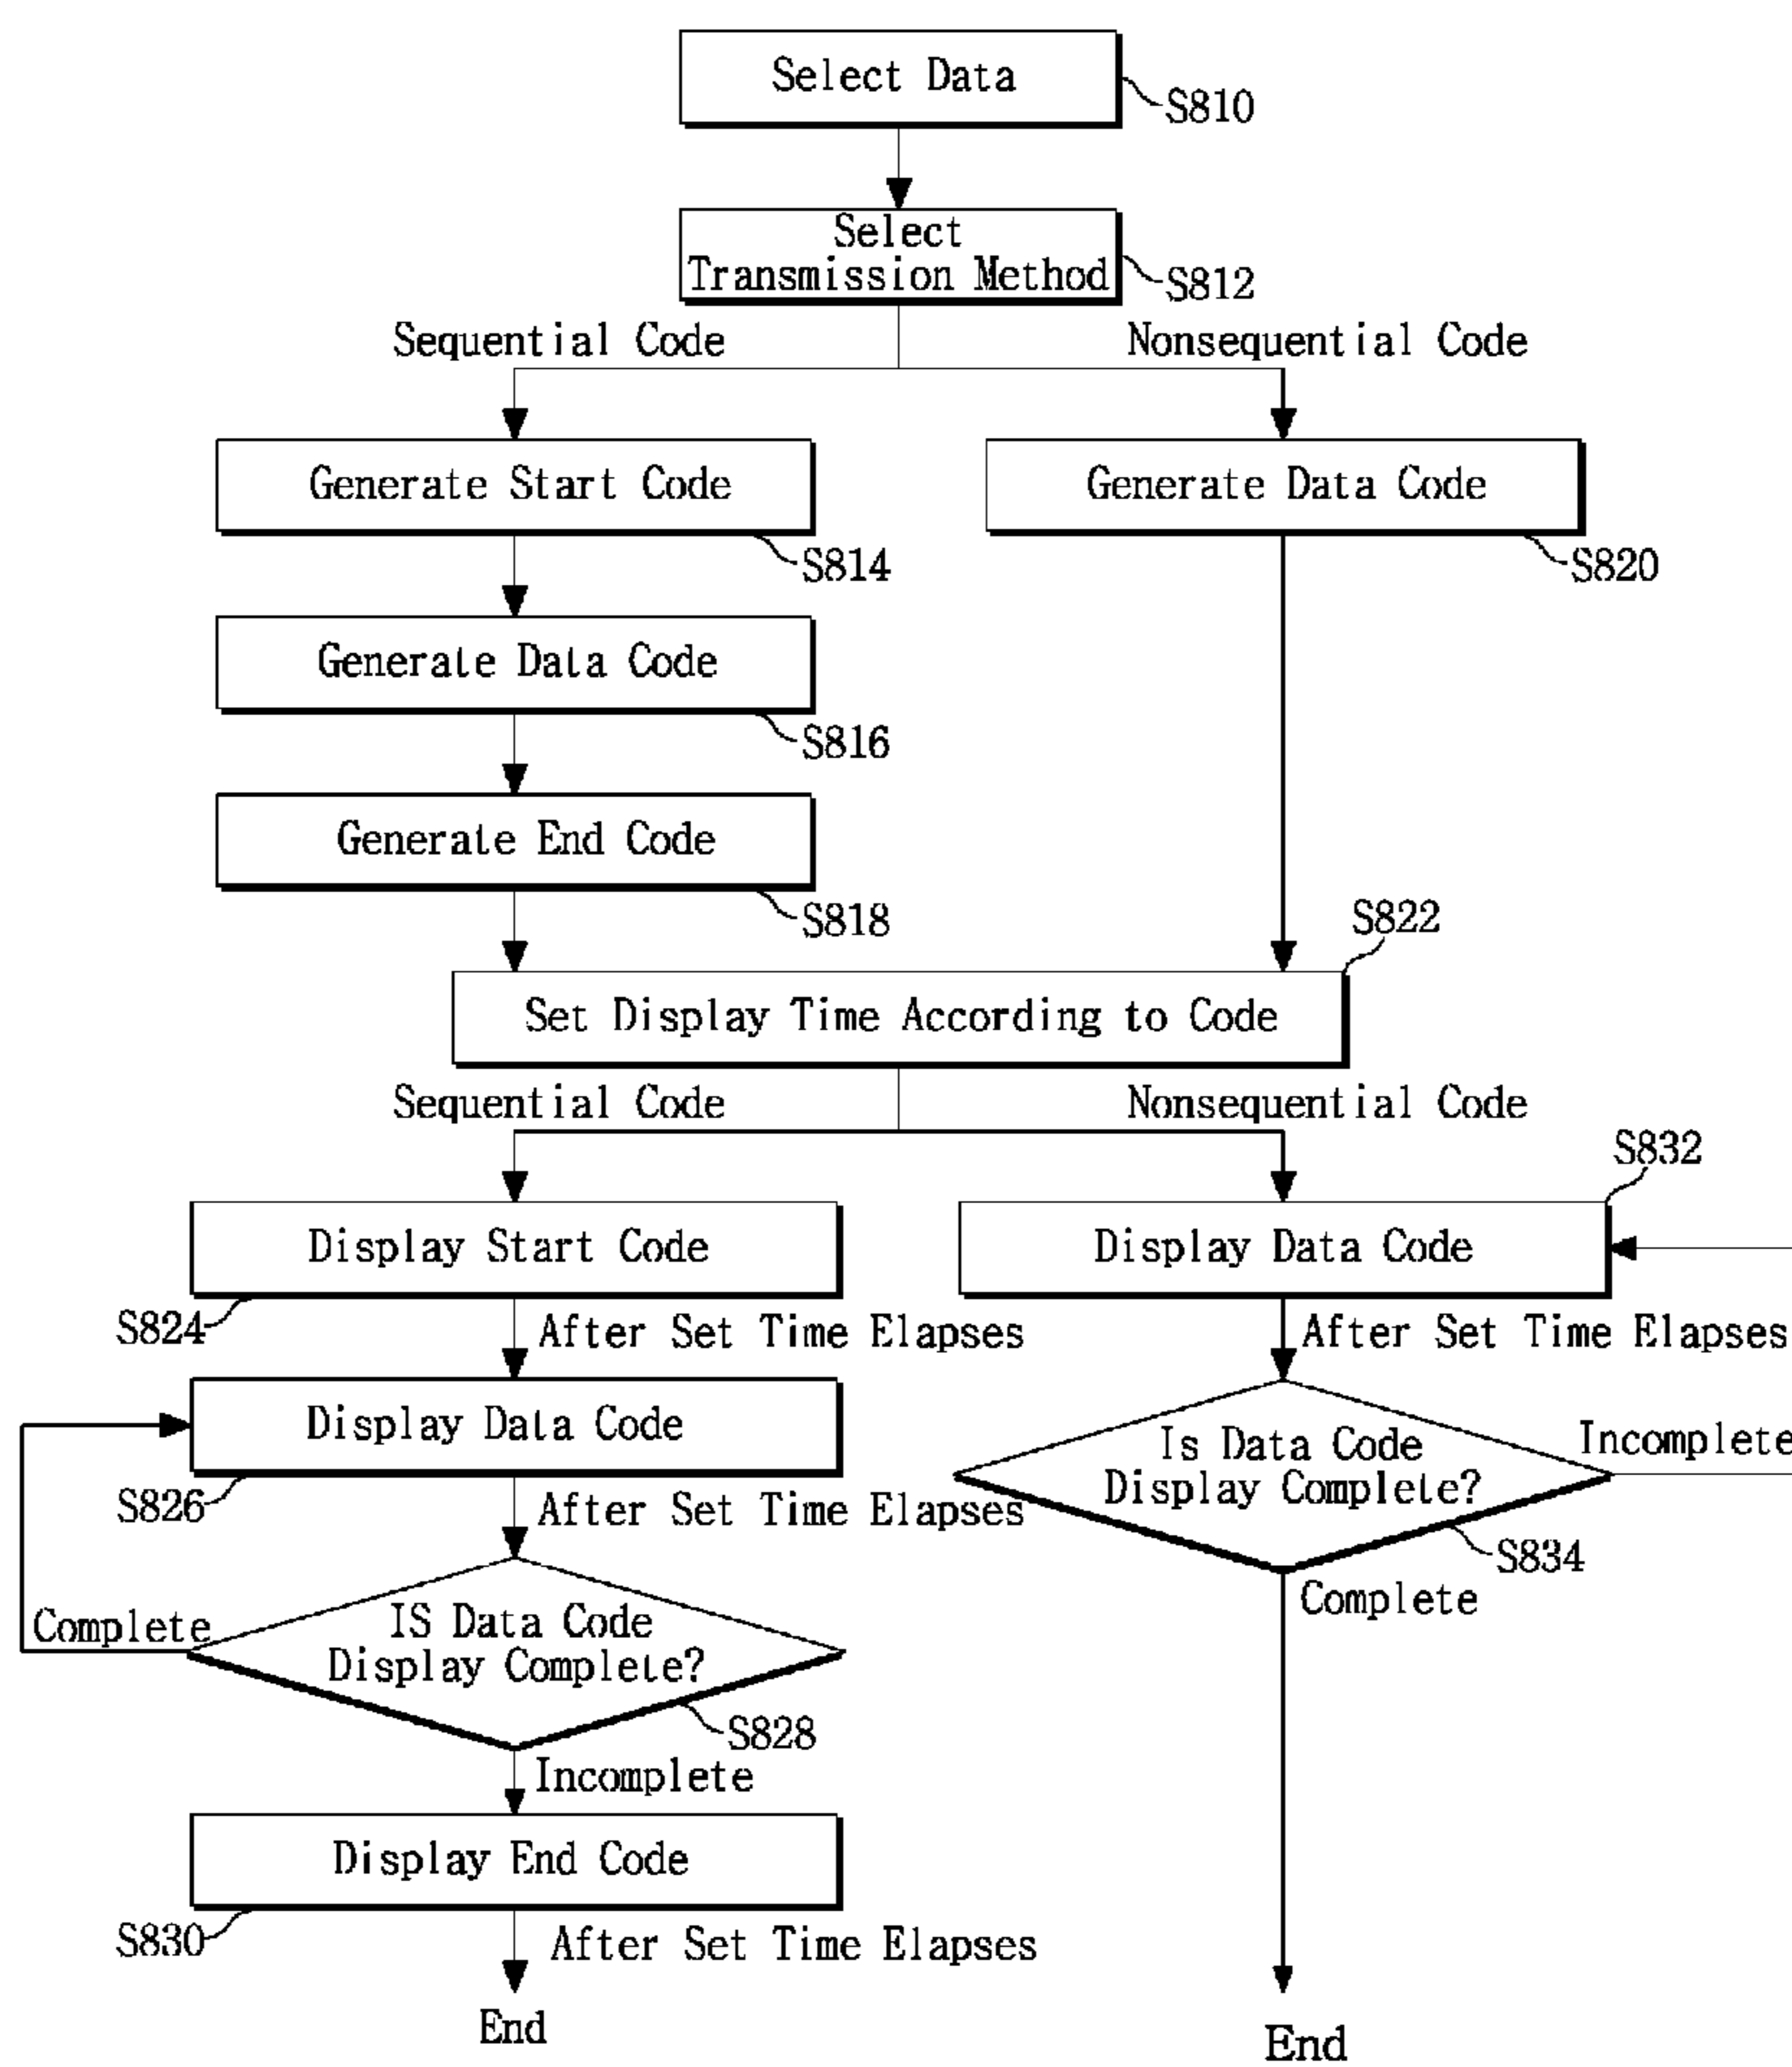 Select Data
S810
Select
Transmission Method
S812
Sequential Code
Nonsequential Code
Generate Start Code
S814
Generate Data Code
S820
Generate Data Code
S816
Generate End Code
S818
S822
Set Display Time According to Code
Sequential Code
Nonsequential Code
S832
Display Start Code
S824
After Set Time Elapses
Display Data Code
After Set Time Elapses
Display Data Code
S826
After Set Time Elapses
Is Data Code
Display Complete?
Incomplete
S834
Complete
Complete
IS Data Code
Display Complete?
S828
Incomplete
Display End Code
S830
After Set Time Elapses
End
End